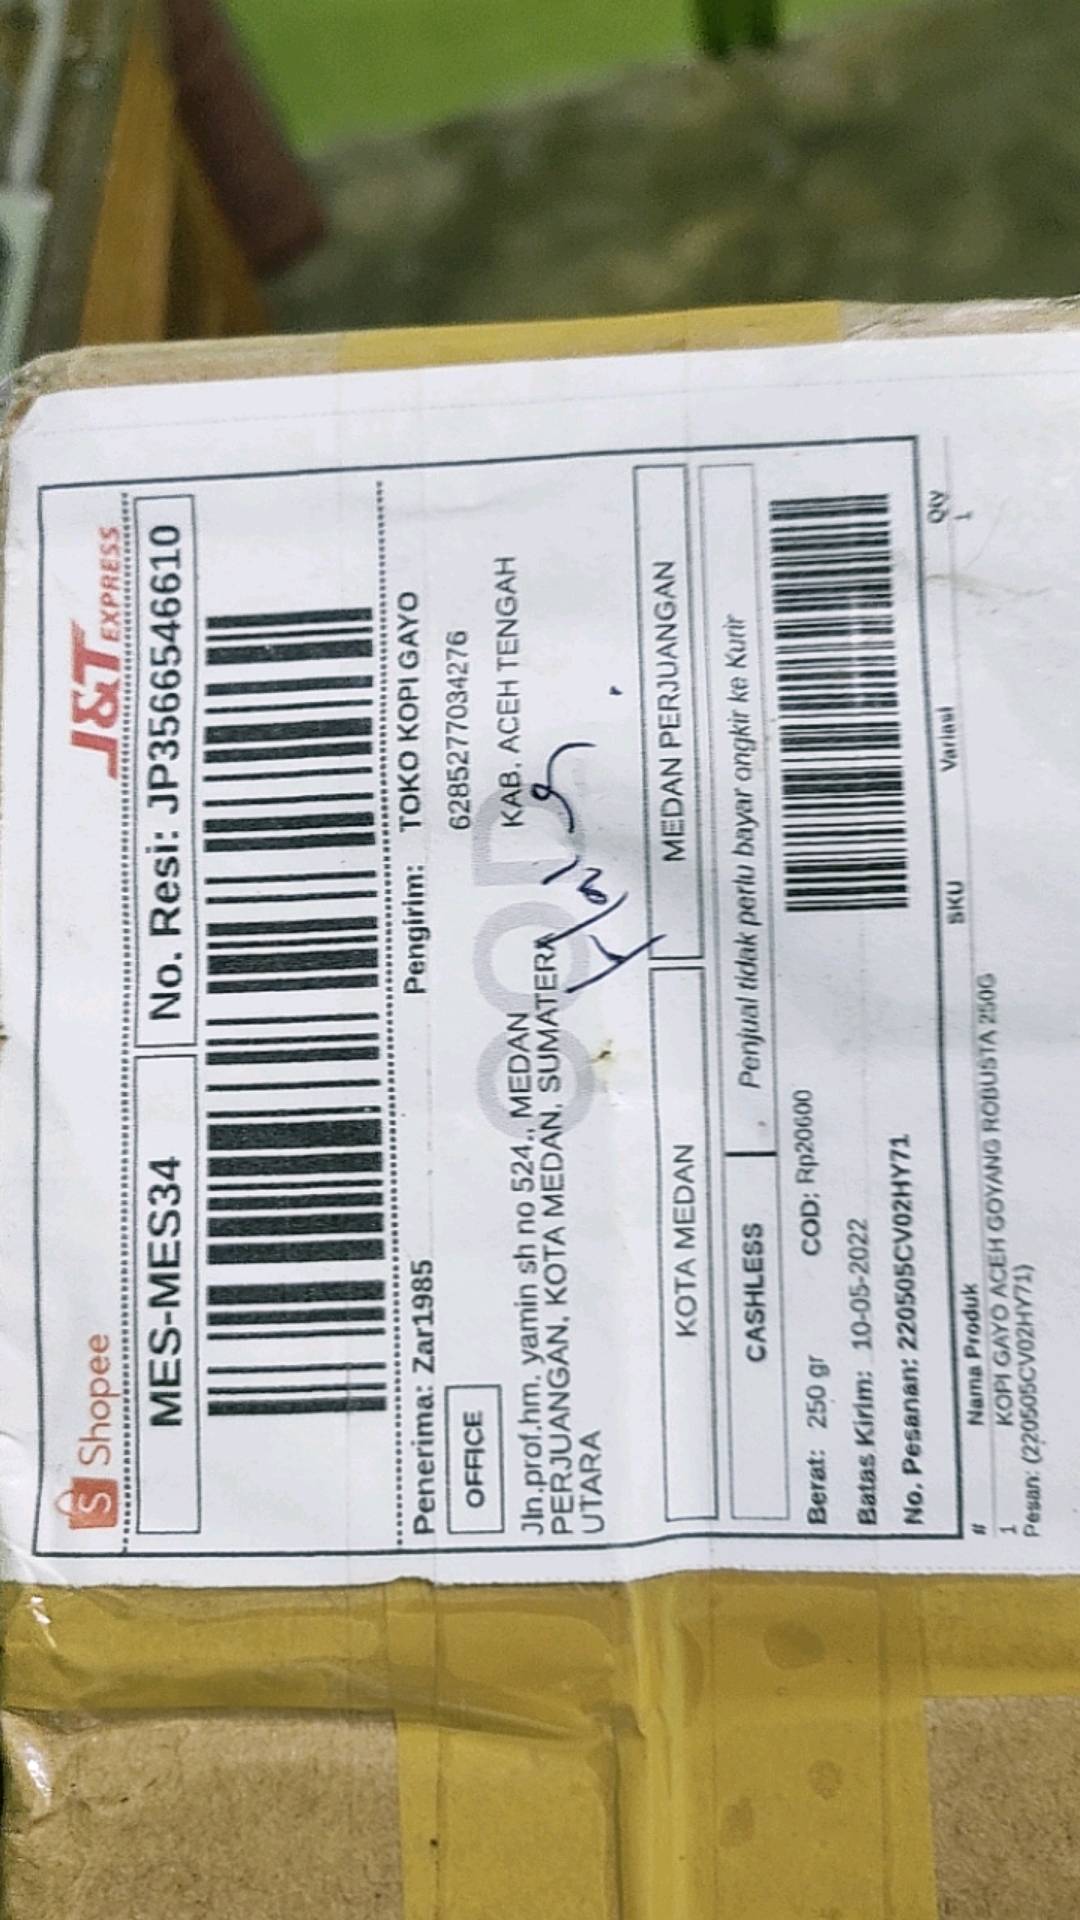 Shopee
J&T EXPRESS
MES-MES34
No. Resi: JP3566546610
Penerima: Zar1985
Pengirim: TOKO KOPI GAYO
OFFICE
6285277034276
KAB. ACEH TENGAH
COD
Jln.prof.hm. yamin sh no 524., MEDAN
PERJUANGAN, KOTA MEDAN, SUMATERA
UTARA
KOTA MEDAN
MEDAN PERJUANGAN
CASHLESS
Penjual tidak perlu bayar ongkir ke Kurir
Berat: 250 gr
COD: Rp20600
Batas Kirim: 10-05-2022
No. Pesanan: 220505CV02HY71
# Nama Produk SKU Variasi Qty
1 KOPI GAYO ACEH GOYANG ROBUSTA 250G 1
Pesan: (220505CV02HY71)